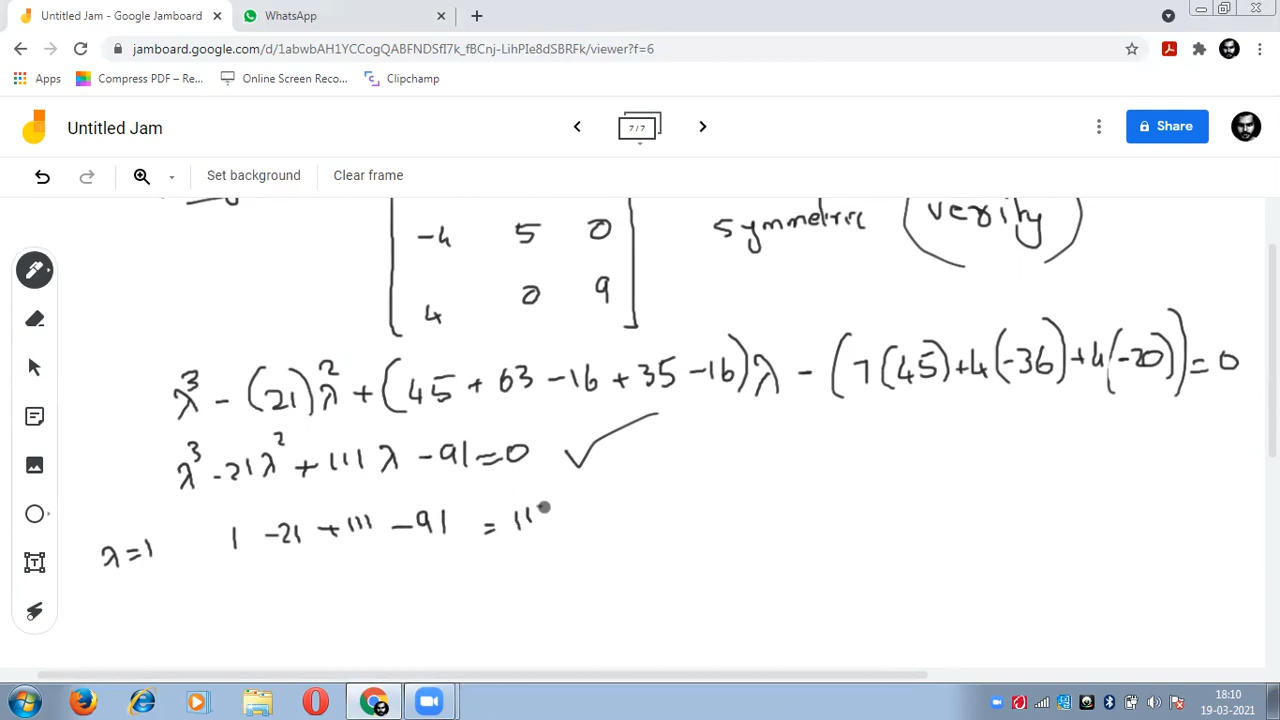 Untitled Jam - Google Jamboard
WhatsApp
jamboard.google.com/d/1abwbAH1YCCogQABFNDSfI7k_fBCnj-LihPIe8dSBRFk/viewer?f=6
Apps Compress PDF – Re... Online Screen Reco... Clipchamp
Untitled Jam
7 / 7
Share
Set background Clear frame
-4 5 0 symmetric (verify)
4 0 9
λ³ - (21)λ² + (45 + 63 - 16 + 35 - 16)λ - (7(45) + 4(-36) + 4(-20)) = 0
λ³ - 21λ² + 111λ - 91 = 0 ✓
λ = 1 1 - 21 + 111 - 91 = 11
18:10
19-03-2021